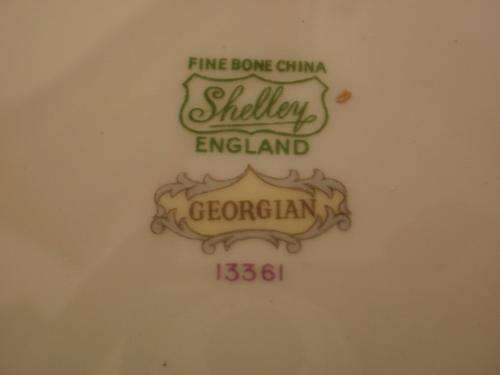 FINE BONE CHINA
Shelley
ENGLAND
GEORGIAN
13361